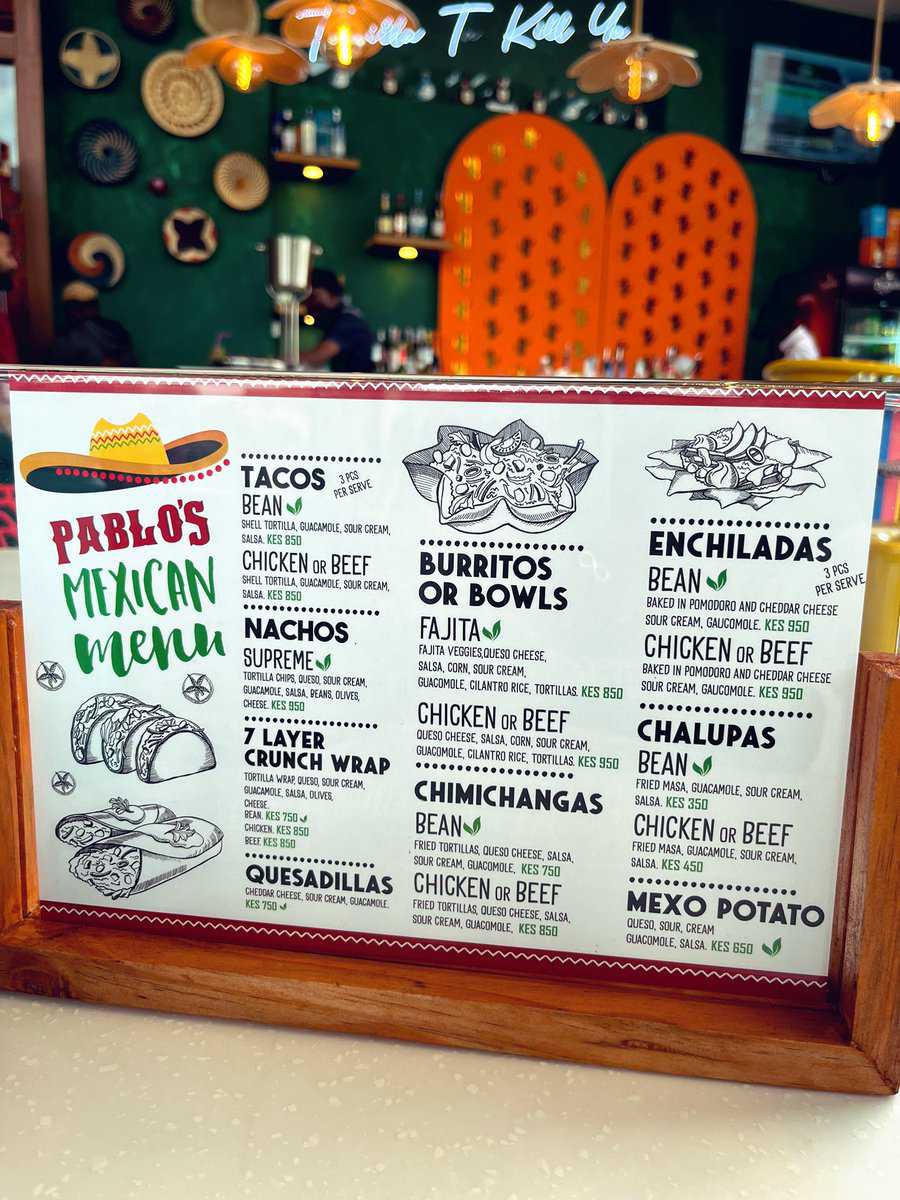 T Kill Ya
PABLO'S
MEXICAN
menu
TACOS
3 PCS
PER SERVE
BEAN
SHELL TORTILLA, GUACAMOLE, SOUR CREAM,
SALSA. KES 850
CHICKEN OR BEEF
SHELL TORTILLA, GUACAMOLE, SOUR CREAM,
SALSA. KES 850
NACHOS
SUPREME
TORTILLA CHIPS, QUESO, SOUR CREAM,
GUACAMOLE, SALSA, BEANS, OLIVES,
CHEESE. KES 950
7 LAYER
CRUNCH WRAP
TORTILLA WRAP, QUESO, SOUR CREAM,
GUACAMOLE, SALSA, OLIVES,
CHEESE.
BEAN. KES 750
CHICKEN. KES 850
BEEF. KES 850
QUESADILLAS
CHEDDAR CHEESE, SOUR CREAM, GUACAMOLE.
KES 750
BURRITOS
OR BOWLS
FAJITA
FAJITA VEGGIES,QUESO CHEESE,
SALSA, CORN, SOUR CREAM,
GUACOMOLE, CILANTRO RICE, TORTILLAS. KES 850
CHICKEN OR BEEF
QUESO CHEESE, SALSA, CORN, SOUR CREAM,
GUACOMOLE, CILANTRO RICE, TORTILLAS. KES 950
CHIMICHANGAS
BEAN
FRIED TORTILLAS, QUESO CHEESE, SALSA,
SOUR CREAM, GUACOMOLE. KES 750
CHICKEN OR BEEF
FRIED TORTILLAS, QUESO CHEESE, SALSA,
SOUR CREAM, GUACOMOLE, KES 850
ENCHILADAS
3 PCS
PER SERVE
BEAN
BAKED IN POMODORO AND CHEDDAR CHEESE
SOUR CREAM, GAUCOMOLE. KES 950
CHICKEN OR BEEF
BAKED IN POMODORO AND CHEDDAR CHEESE
SOUR CREAM, GAUCOMOLE. KES 950
CHALUPAS
BEAN
FRIED MASA, GUACAMOLE, SOUR CREAM,
SALSA. KES 350
CHICKEN OR BEEF
FRIED MASA, GUACAMOLE, SOUR CREAM,
SALSA. KES 450
MEXO POTATO
QUESO, SOUR, CREAM
GUACOMOLE, SALSA. KES 650